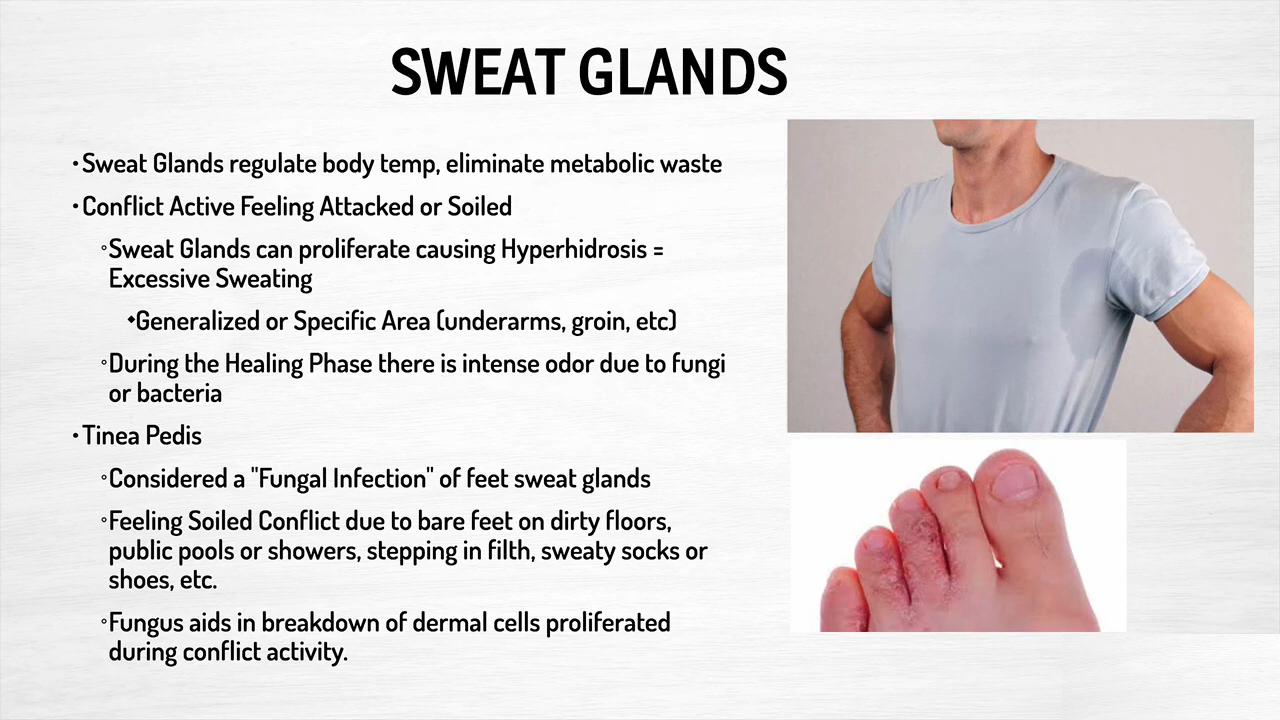 SWEAT GLANDS
•Sweat Glands regulate body temp, eliminate metabolic waste
•Conflict Active Feeling Attacked or Soiled
◦Sweat Glands can proliferate causing Hyperhidrosis =
Excessive Sweating
◆Generalized or Specific Area (underarms, groin, etc)
◦During the Healing Phase there is intense odor due to fungi
or bacteria
•Tinea Pedis
◦Considered a "Fungal Infection" of feet sweat glands
◦Feeling Soiled Conflict due to bare feet on dirty floors,
public pools or showers, stepping in filth, sweaty socks or
shoes, etc.
◦Fungus aids in breakdown of dermal cells proliferated
during conflict activity.